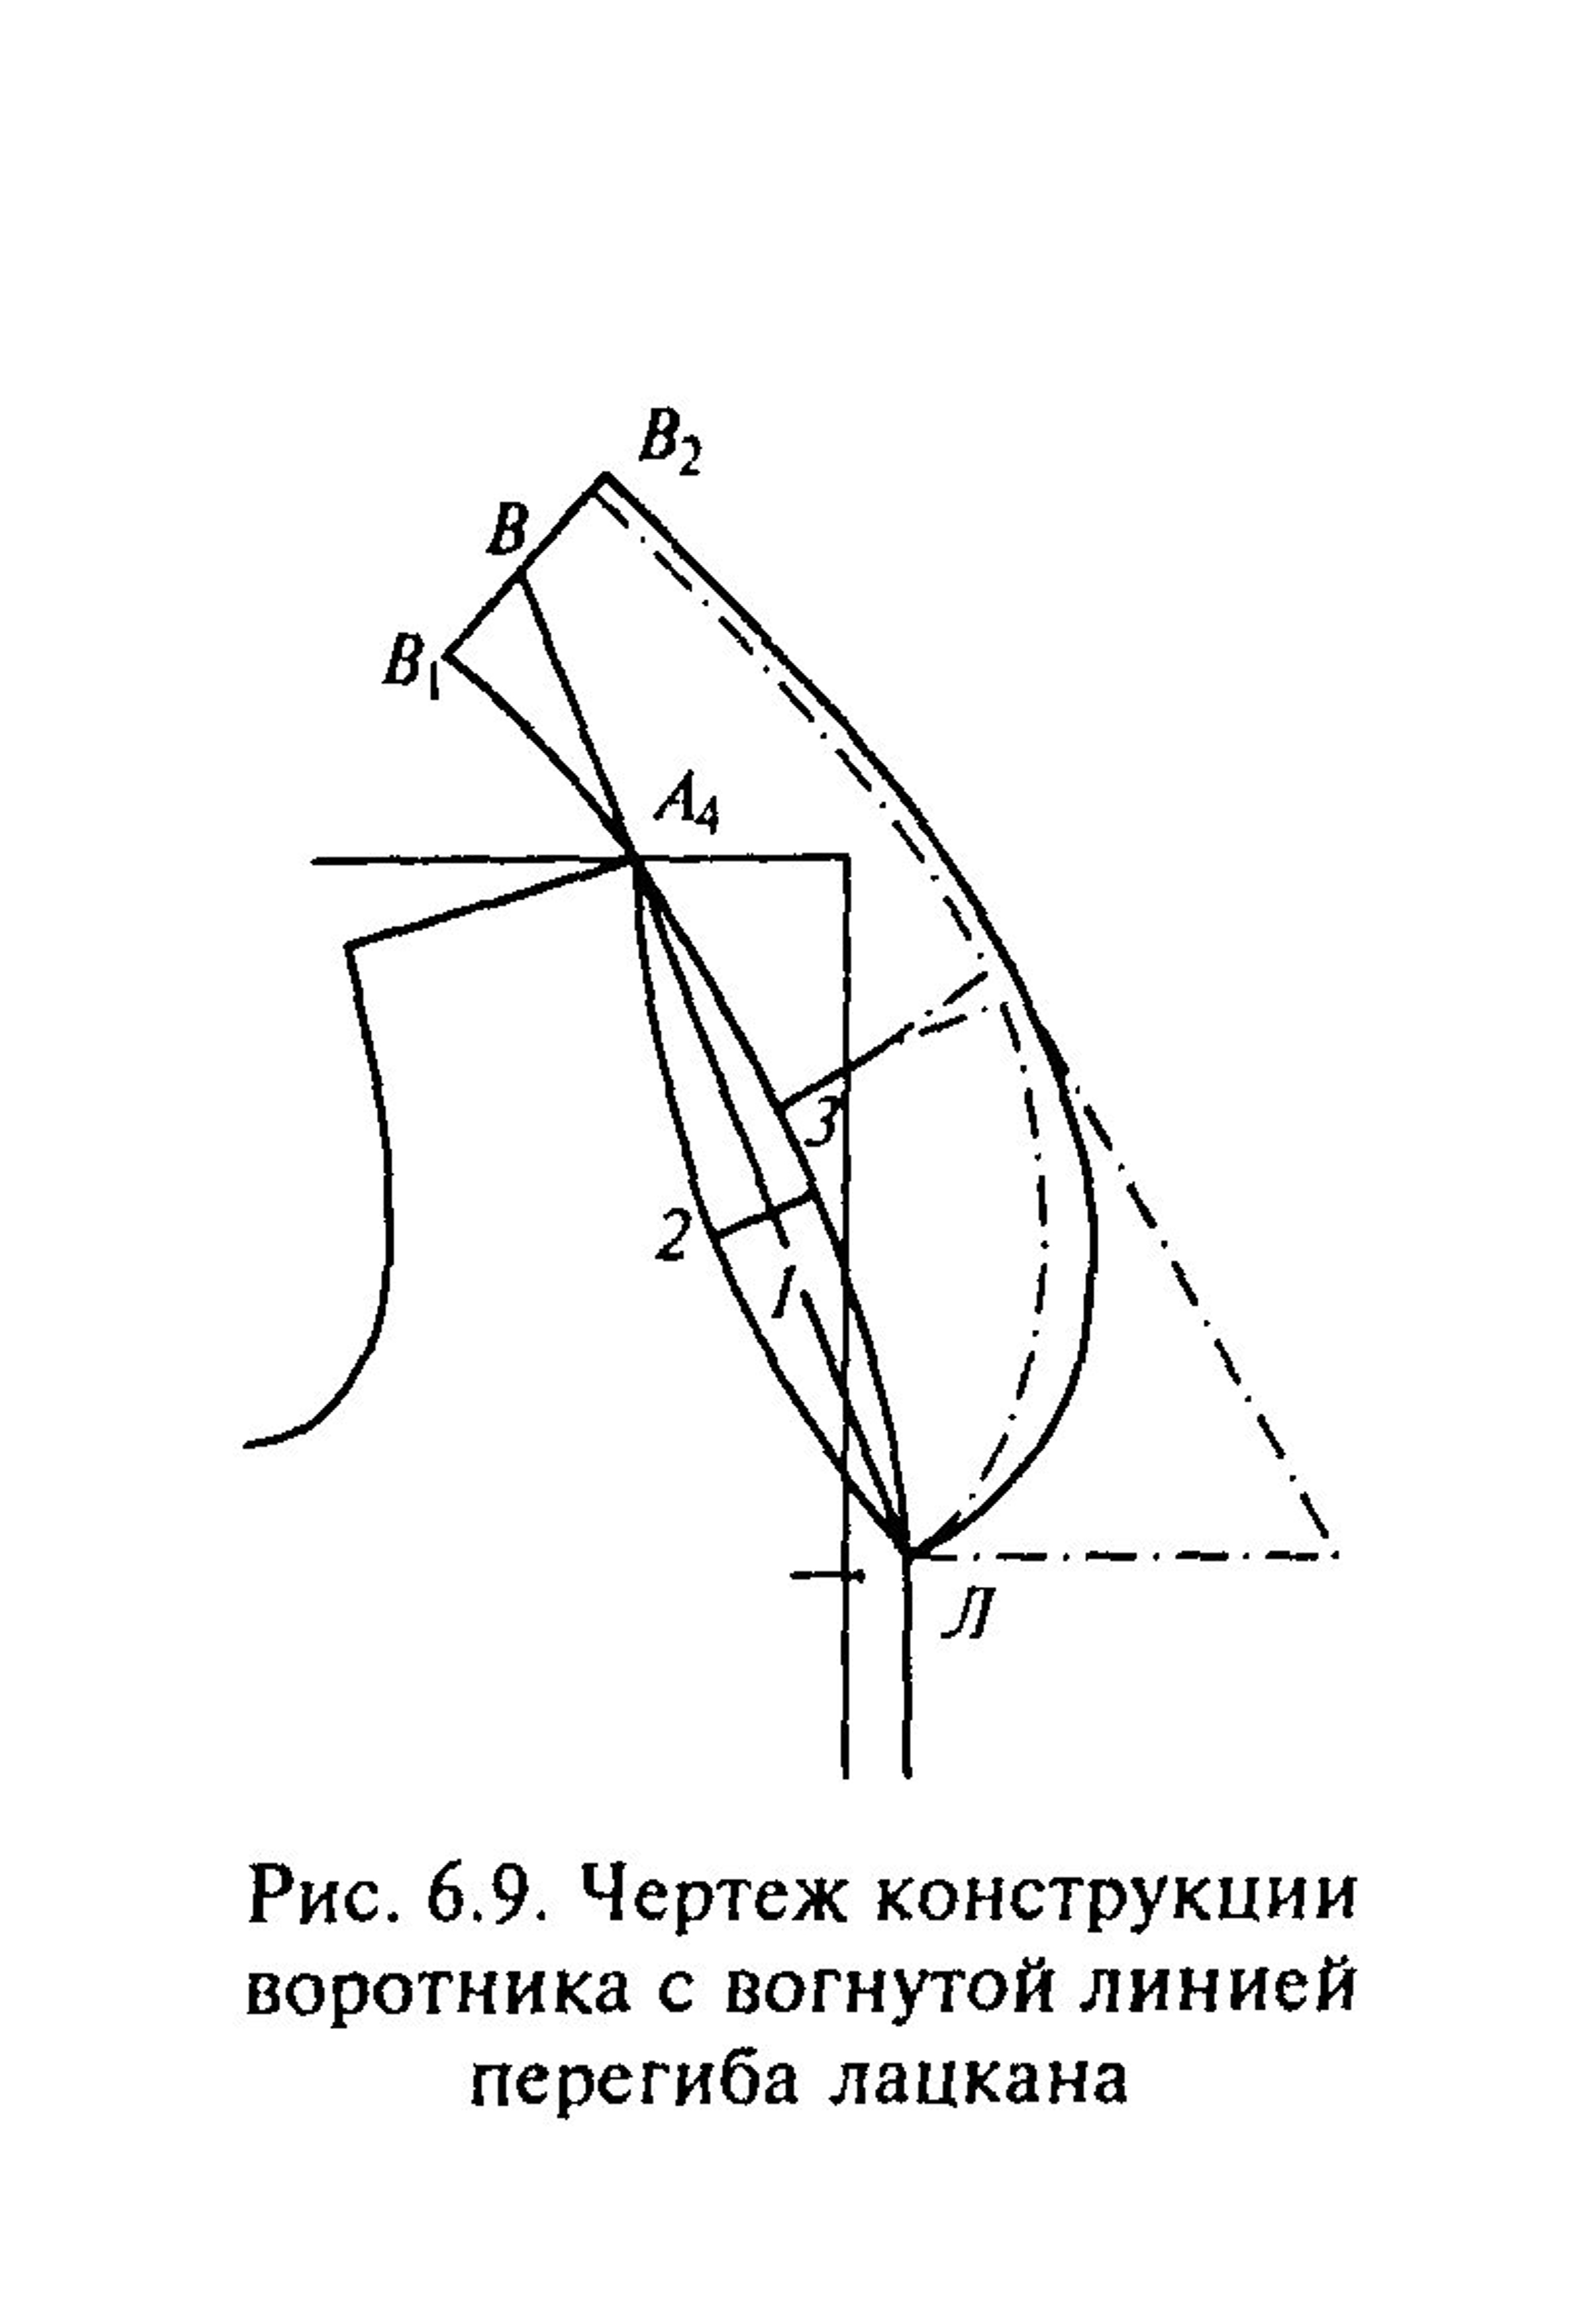 B₂
B
B₁
A₄
3
2
1
Л
Рис. 6.9. Чертеж конструкции
воротника с вогнутой линией
перегиба лацкана